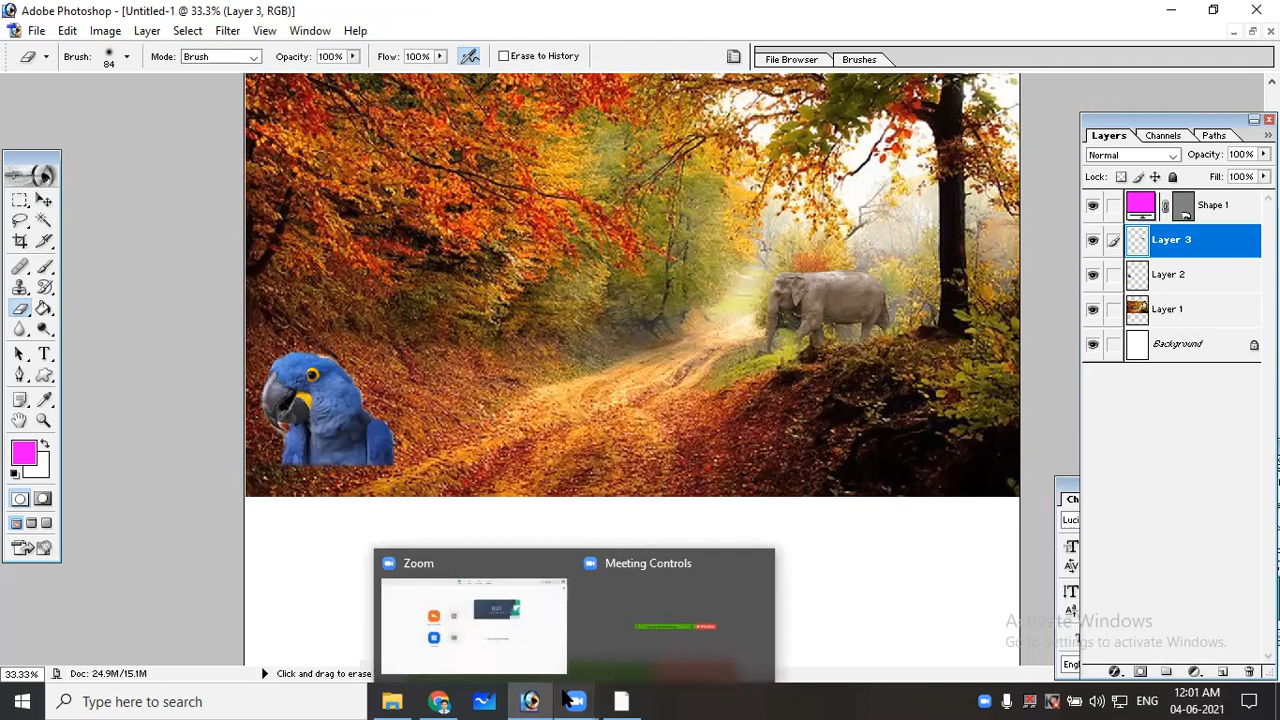 Adobe Photoshop - [Untitled-1 @ 33.3% (Layer 3, RGB)]
File Edit Image Layer Select Filter View Window Help
Brush: 84 Mode: Brush Opacity: 100% Flow: 100% Erase to History File Browser Brushes
Layers Channels Paths
Normal Opacity: 100%
Lock: Fill: 100%
Shape 1
Layer 3
Layer 2
Layer 1
Background
Zoom Meeting Controls
Activate Windows
Go to Settings to activate Windows.
33.33% Doc: 24.9M/15.1M Click and drag to erase
Type here to search
ENG 12:01 AM
04-06-2021